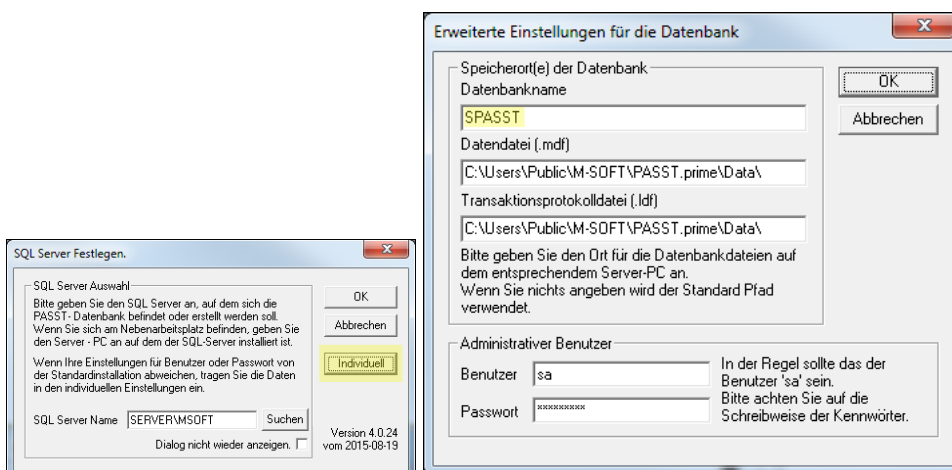 SQL Server Festlegen.
SQL Server Auswahl
Bitte geben Sie den SQL Server an, auf dem sich die
PASST- Datenbank befindet oder erstellt werden soll.
Wenn Sie sich am Nebenarbeitsplatz befinden, geben Sie
den Server - PC an auf dem der SQL-Server installiert ist.
Wenn Ihre Einstellungen für Benutzer oder Passwort von
der Standardinstallation abweichen, tragen Sie die Daten
in den individuellen Einstellungen ein.
SQL Server Name
SERVER\MSOFT
Suchen
Dialog nicht wieder anzeigen.
OK
Abbrechen
Individuell
Version 4.0.24
vom 2015-08-19
Erweiterte Einstellungen für die Datenbank
Speicherort(e) der Datenbank
Datenbankname
SPASST
Datendatei (.mdf)
C:\Users\Public\M-SOFT\PASST.prime\Data\
Transaktionsprotokolldatei (.ldf)
C:\Users\Public\M-SOFT\PASST.prime\Data\
Bitte geben Sie den Ort für die Datenbankdateien auf
dem entsprechendem Server-PC an.
Wenn Sie nichts angeben wird der Standard Pfad
verwendet.
OK
Abbrechen
Administrativer Benutzer
Benutzer
sa
Passwort
×××××××××
In der Regel sollte das der
Benutzer 'sa' sein.
Bitte achten Sie auf die
Schreibweise der Kennwörter.